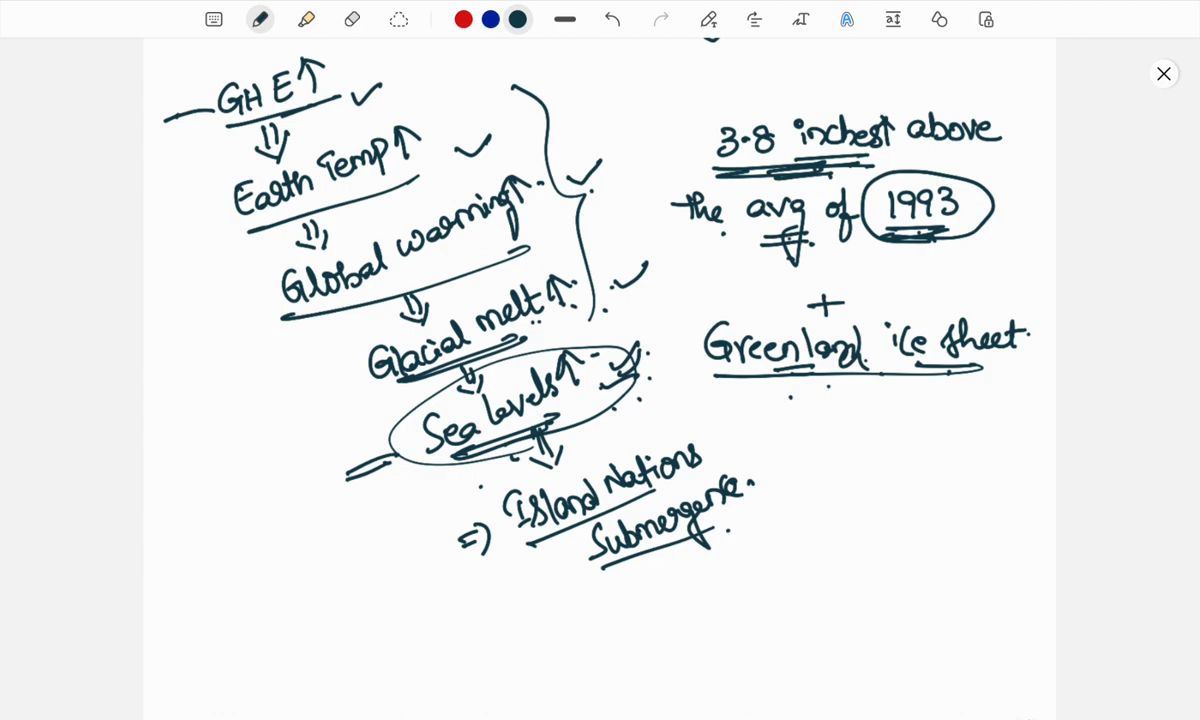 GHE↑
Earth Temp↑
Global warming↑
Glacial melt↑
Sea levels↑
Island Nations
Submergence.
3.8 inchest above
the avg of 1993
+
Greenland ice sheet.